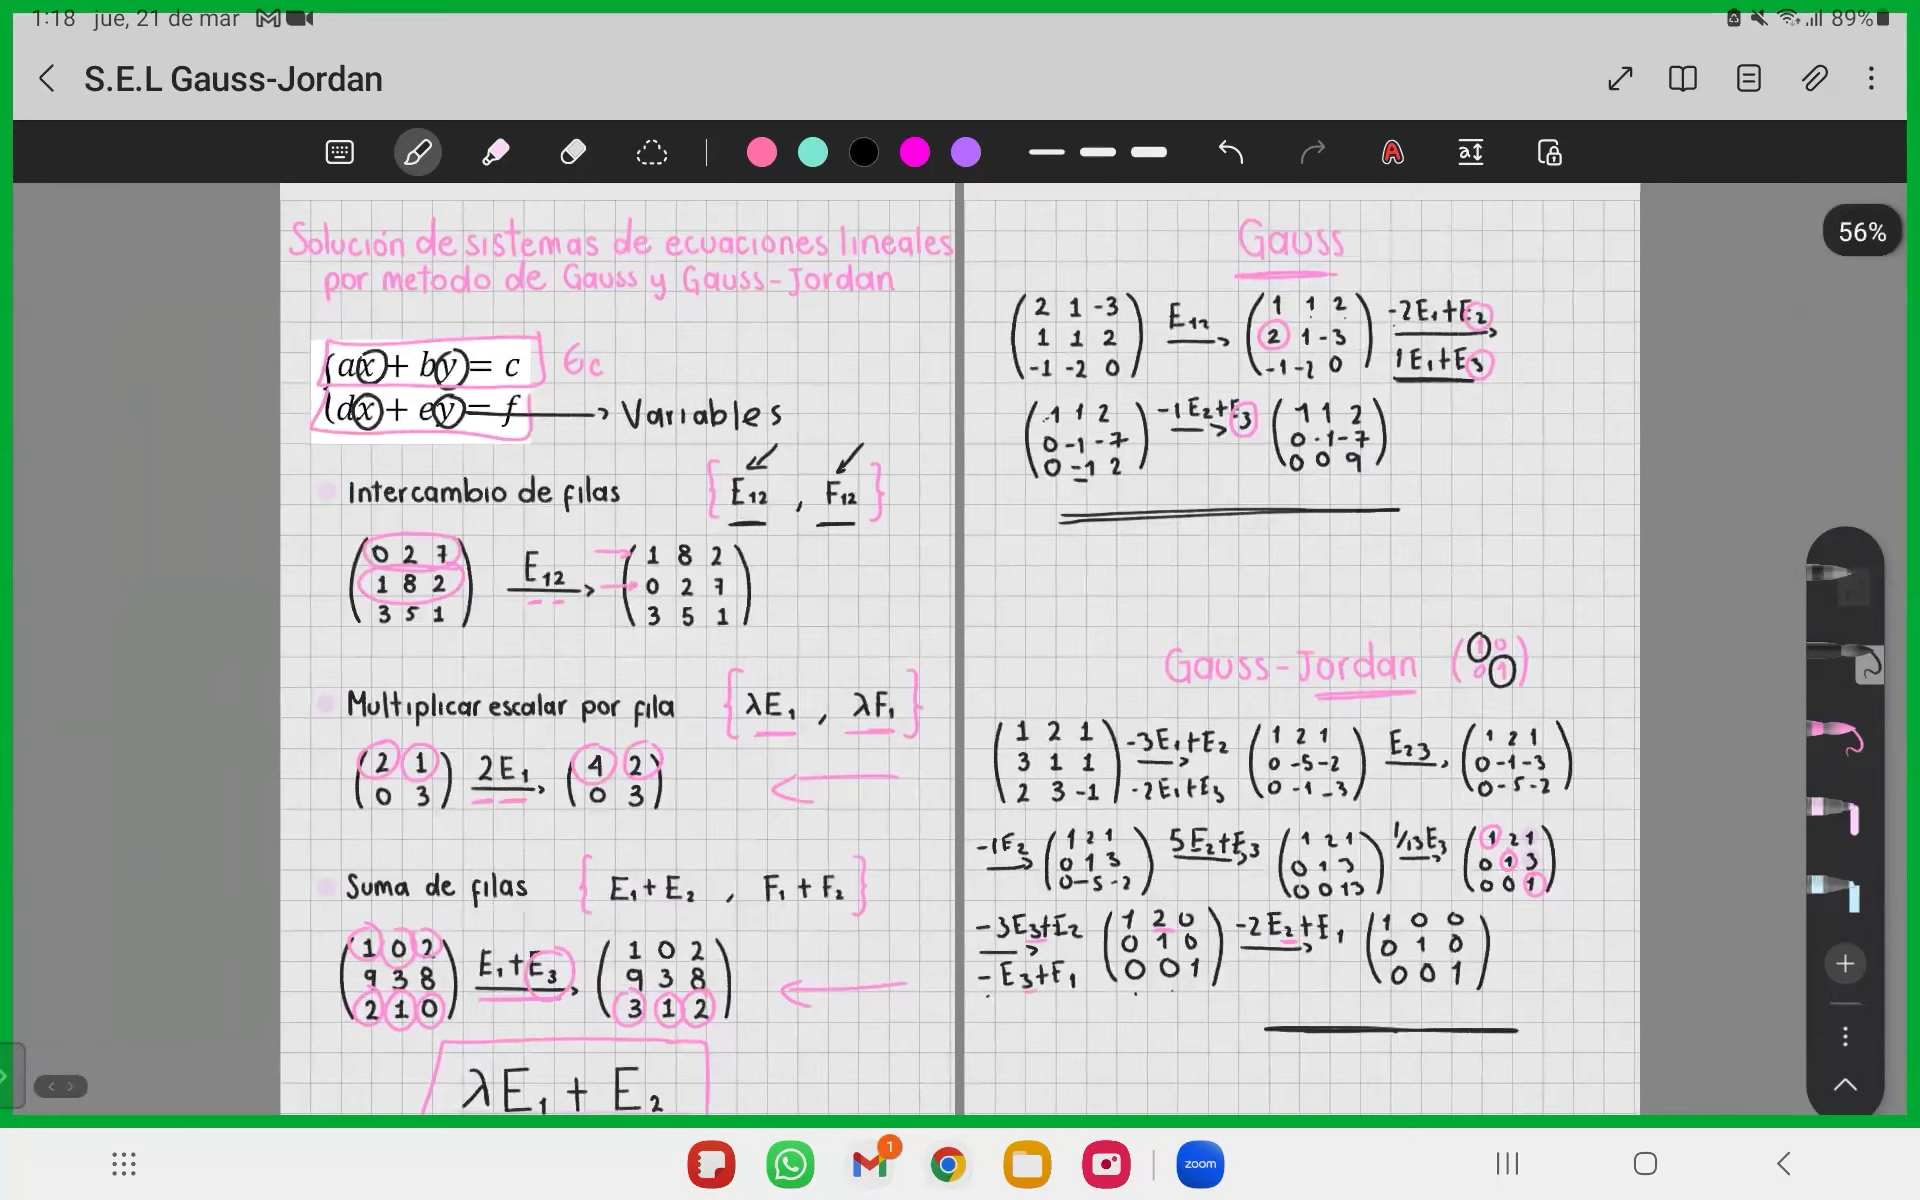 1:18 jue, 21 de mar
89%
S.E.L Gauss-Jordan
56%
Solución de sistemas de ecuaciones lineales
por metodo de Gauss y Gauss-Jordan
ax + by = c Ec
dx + ey = f → Variables
Intercambio de filas { E₁₂ , F₁₂ }
0 2 7
1 8 2
3 5 1
E₁₂ →
1 8 2
0 2 7
3 5 1
Multiplicar escalar por fila { λE₁ , λF₁ }
2 1
0 3
2E₁ →
4 2
0 3
Suma de filas { E₁ + E₂ , F₁ + F₂ }
1 0 2
9 3 8
2 1 0
E₁+E₃ →
1 0 2
9 3 8
3 1 2
λE₁ + E₂
Gauss
2 1 -3
1 1 2
-1 -2 0
E₁₂ →
1 1 2
2 1 -3
-1 -2 0
-2E₁+E₂ →
1E₁+E₃
1 1 2
0 -1 -7
0 -1 2
-1E₂+E₃ →
1 1 2
0 -1 -7
0 0 9
Gauss-Jordan
1 0
0 1
1 2 1
3 1 1
2 3 -1
-3E₁+E₂ →
-2E₁+E₃
1 2 1
0 -5 -2
0 -1 -3
E₂₃ →
1 2 1
0 -1 -3
0 -5 -2
-1E₂ →
1 2 1
0 1 3
0 -5 -2
5E₂+E₃ →
1 2 1
0 1 3
0 0 13
1/13E₃ →
1 2 1
0 1 3
0 0 1
-3E₃+E₂ →
-E₃+E₁
1 2 0
0 1 0
0 0 1
-2E₂+E₁ →
1 0 0
0 1 0
0 0 1
1
zoom